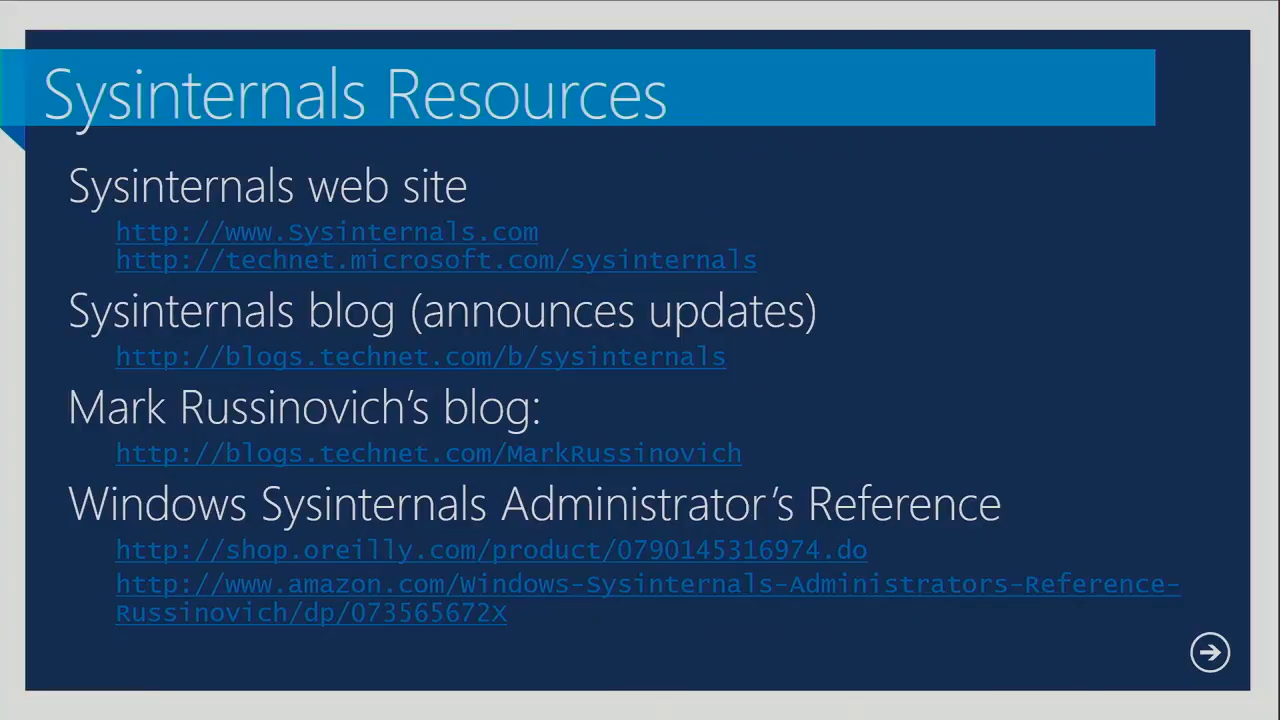 Sysinternals Resources
Sysinternals web site
http://www.Sysinternals.com
http://technet.microsoft.com/sysinternals
Sysinternals blog (announces updates)
http://blogs.technet.com/b/sysinternals
Mark Russinovich’s blog:
http://blogs.technet.com/MarkRussinovich
Windows Sysinternals Administrator’s Reference
http://shop.oreilly.com/product/0790145316974.do
http://www.amazon.com/Windows-Sysinternals-Administrators-Reference-
Russinovich/dp/073565672X